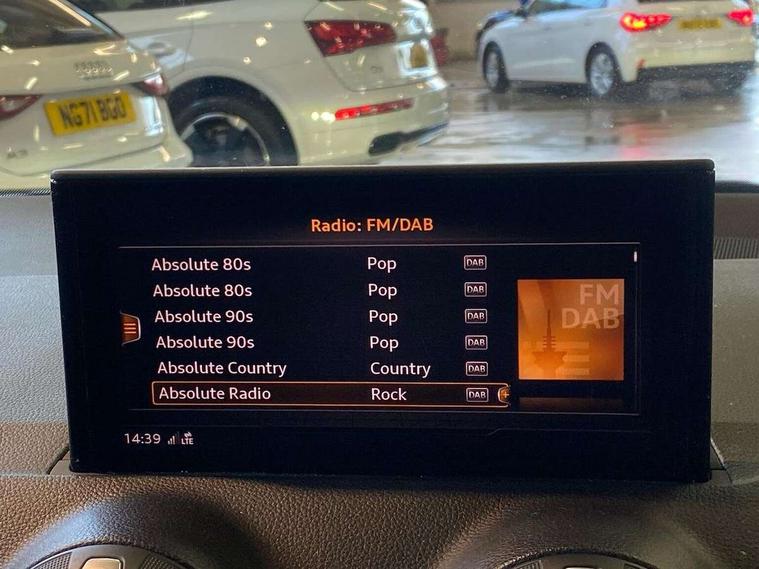 A3
NG71 BGO
Radio: FM/DAB
Absolute 80s Pop DAB
Absolute 80s Pop DAB
Absolute 90s Pop DAB
Absolute 90s Pop DAB
Absolute Country Country DAB
Absolute Radio Rock DAB
FM
DAB
14:39 LTE